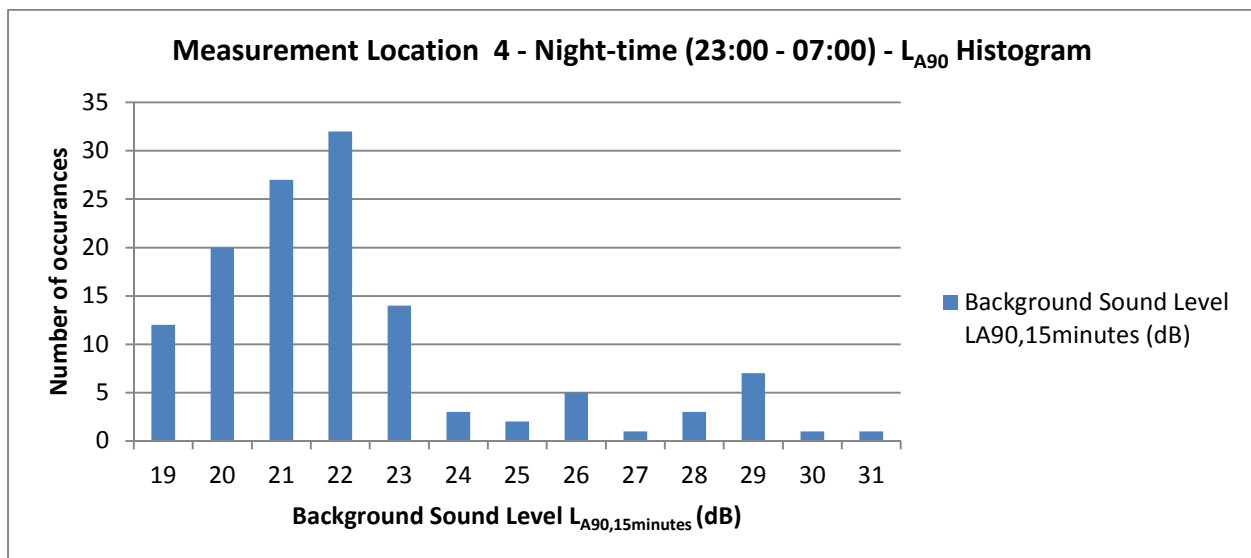 Measurement Location 4 - Night-time (23:00 - 07:00) - LA90 Histogram
35
30
25
20
15
10
5
0
Number of occurances
19 20 21 22 23 24 25 26 27 28 29 30 31
Background Sound Level LA90,15minutes (dB)
Background Sound Level
LA90,15minutes (dB)